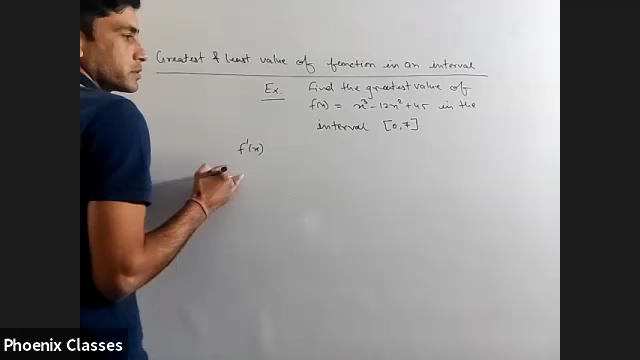 Greatest & least value of function in an interval
Ex. Find the greatest value of
f(x) = x³ - 12x² + 45 in the
interval [0,7]
f'(x)
Phoenix Classes